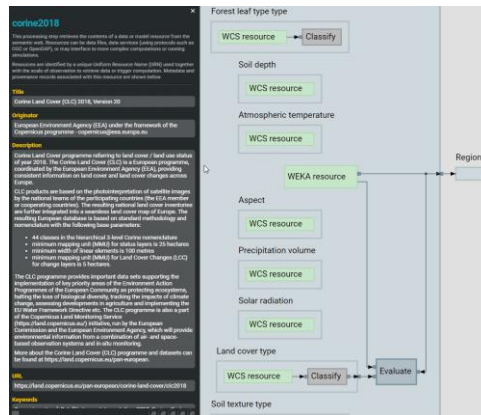 corine2018
This processing step retrieves the contents of a data or model resource from the
semantic web. Resources can be data files, data services (using protocols such as
OGC or OpenDAP), or may interface to more complex computations or running
simulations.
Resources are identified by a unique Uniform Resource Name (URN) used together
with the scale of observation to retrieve data or trigger computation. Metadata and
provenance records associated with this resource are shown below.
Title
Corine Land Cover (CLC) 2018, Version 20
Originator
European Environment Agency (EEA) under the framework of the
Copernicus programme - copernicus@eea.europa.eu
Description
Corine Land Cover (CLC) programme referring to land cover / land use status
of year 2018. The Corine Land Cover (CLC) is a European programme,
coordinated by the European Environment Agency (EEA), providing
consistent information on land cover and land cover changes across
Europe.
CLC products are based on the photointerpretation of satellite images
by the national teams of the participating countries (the EEA member
or cooperating countries). The resulting national land cover inventories
are further integrated into a seamless land cover map of Europe. The
resulting European database is based on standard methodology and
nomenclature with the following base parameters:
44 classes in the hierarchical 3-level Corine nomenclature
minimum mapping unit (MMU) for status layers is 25 hectares
minimum width of linear elements is 100 metres
minimum mapping unit (MMU) for Land Cover Changes (LCC)
for change layers is 5 hectares.
The CLC programme provides important data sets supporting the
implementation of key priority areas of the Environment Action
Programmes of the European Community as protecting ecosystems,
halting the loss of biological diversity, tracking the impacts of climate
change, assessing developments in agriculture and implementing the
EU Water Framework Directive etc. The CLC programme is also a part
of the Copernicus Land Monitoring Service
(https://land.copernicus.eu/) initiative, run by the European
Commission and the European Environment Agency, which will provide
environmental information from a combination of air- and space-
based observation systems and in-situ monitoring.
More about the Corine Land Cover (CLC) programme and datasets can
be found at https://land.copernicus.eu/pan-european.
URL
https://land.copernicus.eu/pan-european/corine-land-cover/clc2018
Keywords
Forest leaf type type
WCS resource
Classify
Soil depth
WCS resource
Atmospheric temperature
WCS resource
Region
WEKA resource
Aspect
WCS resource
Precipitation volume
WCS resource
Solar radiation
WCS resource
Land cover type
WCS resource
Classify
Evaluate
Soil texture type